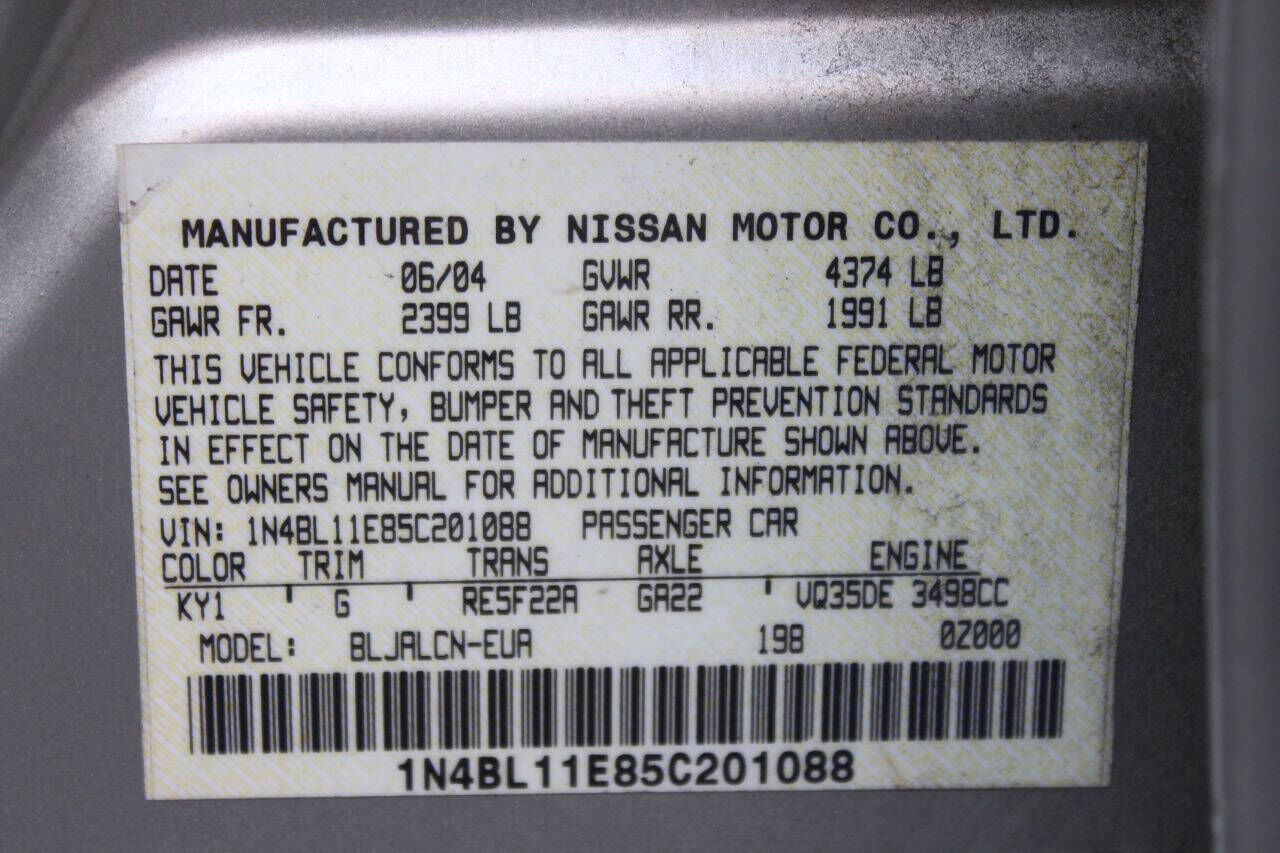 MANUFACTURED BY NISSAN MOTOR CO., LTD.
DATE 06/04 GVWR 4374 LB
GAWR FR. 2399 LB GAWR RR. 1991 LB
THIS VEHICLE CONFORMS TO ALL APPLICABLE FEDERAL MOTOR
VEHICLE SAFETY, BUMPER AND THEFT PREVENTION STANDARDS
IN EFFECT ON THE DATE OF MANUFACTURE SHOWN ABOVE.
SEE OWNERS MANUAL FOR ADDITIONAL INFORMATION.
VIN: 1N4BL11E85C201088 PASSENGER CAR
COLOR TRIM TRANS AXLE ENGINE
KY1 ' G ' RE5F22A GA22 ' VQ35DE 3498CC
MODEL: BLJALCN-EUA 198 0Z000
1N4BL11E85C201088